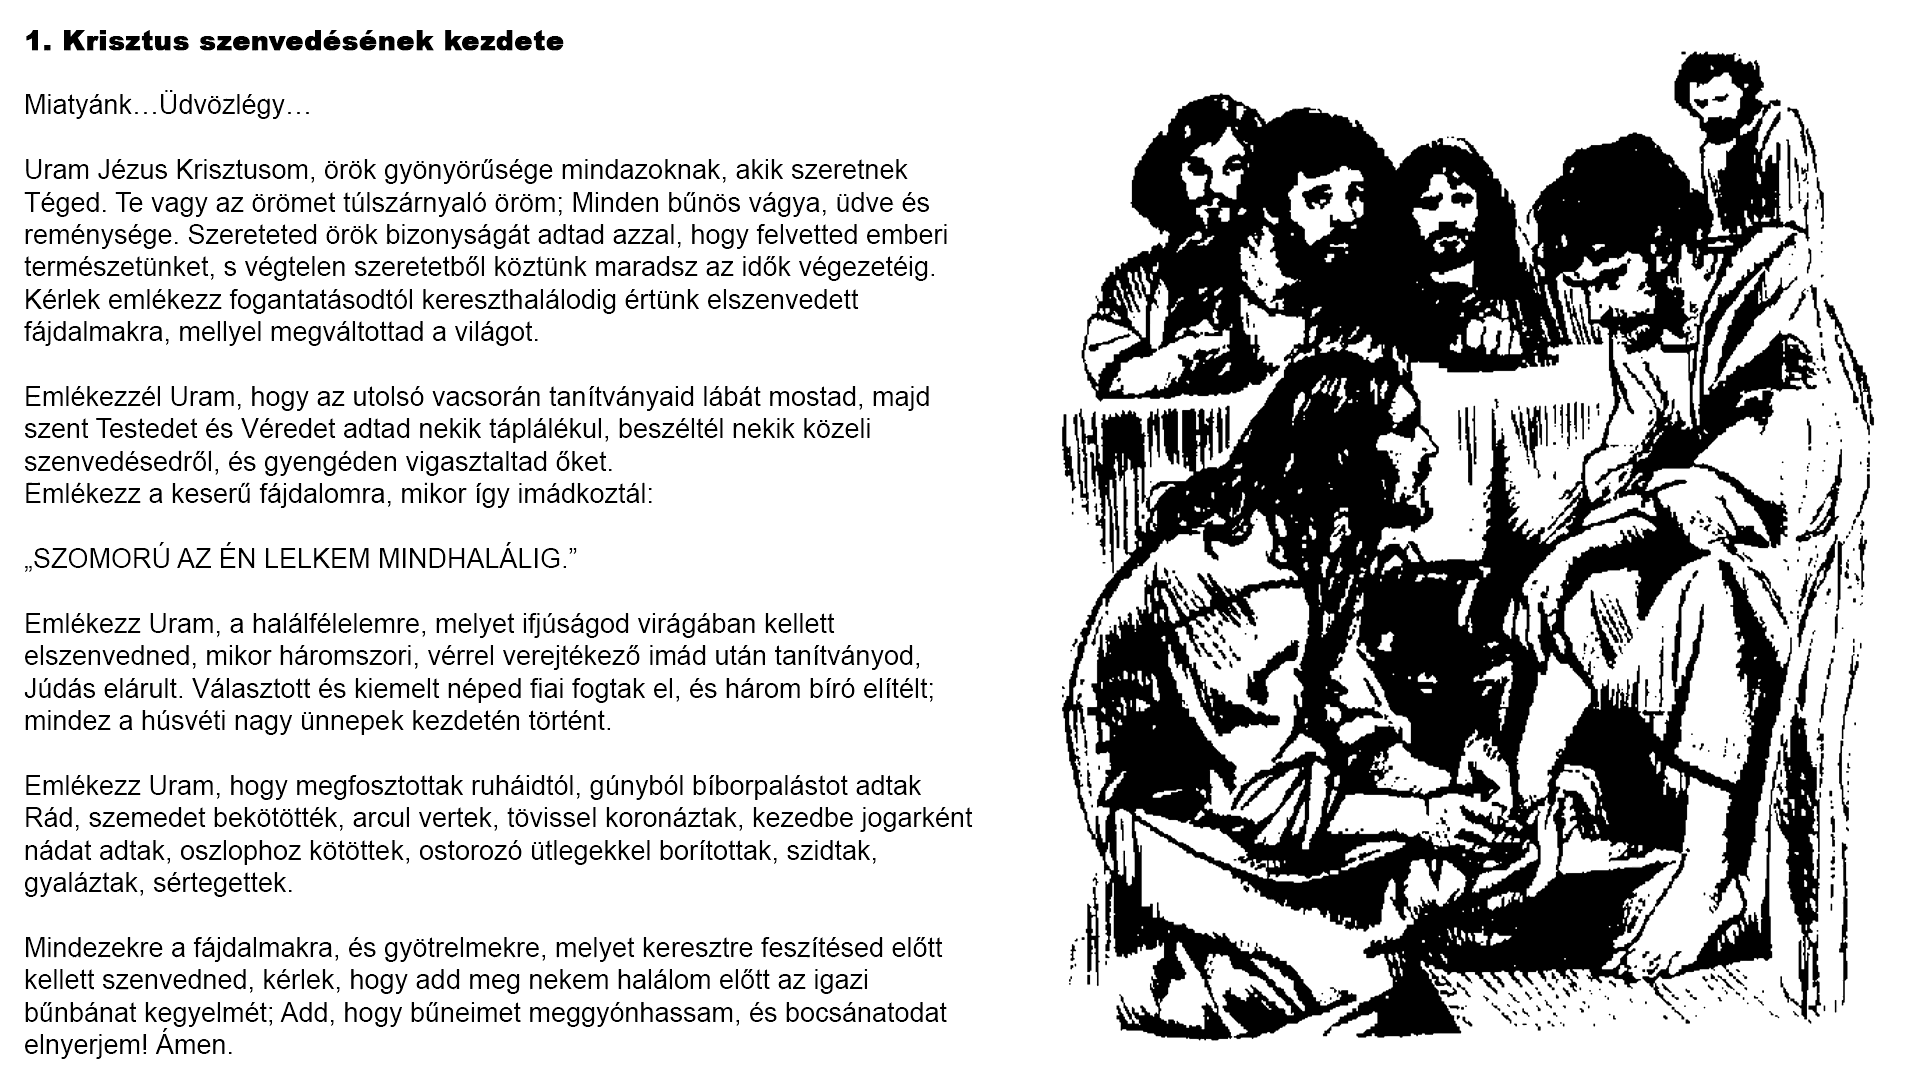 1. Krisztus szenvedésének kezdete
Miatyánk…Üdvözlégy…
Uram Jézus Krisztusom, örök gyönyörűsége mindazoknak, akik szeretnek
Téged. Te vagy az örömet túlszárnyaló öröm; Minden bűnös vágya, üdve és
reménysége. Szereteted örök bizonyságát adtad azzal, hogy felvetted emberi
természetünket, s végtelen szeretetből köztünk maradsz az idők végezetéig.
Kérlek emlékezz fogantatásodtól kereszthalálodig értünk elszenvedett
fájdalmakra, mellyel megváltottad a világot.
Emlékezzél Uram, hogy az utolsó vacsorán tanítványaid lábát mostad, majd
szent Testedet és Véredet adtad nekik táplálékul, beszéltél nekik közeli
szenvedésedről, és gyengéden vigasztaltad őket.
Emlékezz a keserű fájdalomra, mikor így imádkoztál:
„SZOMORÚ AZ ÉN LELKEM MINDHALÁLIG.”
Emlékezz Uram, a halálfélelemre, melyet ifjúságod virágában kellett
elszenvedned, mikor háromszori, vérrel verejtékező imád után tanítványod,
Júdás elárult. Választott és kiemelt néped fiai fogtak el, és három bíró elítélt;
mindez a húsvéti nagy ünnepek kezdetén történt.
Emlékezz Uram, hogy megfosztottak ruháidtól, gúnyból bíborpalástot adtak
Rád, szemedet bekötötték, arcul vertek, tövissel koronáztak, kezedbe jogarként
nádat adtak, oszlophoz kötöttek, ostorozó ütlegekkel borítottak, szidtak,
gyaláztak, sértegettek.
Mindezekre a fájdalmakra, és gyötrelmekre, melyet keresztre feszítésed előtt
kellett szenvedned, kérlek, hogy add meg nekem halálom előtt az igazi
bűnbánat kegyelmét; Add, hogy bűneimet meggyónhassam, és bocsánatodat
elnyerjem! Ámen.